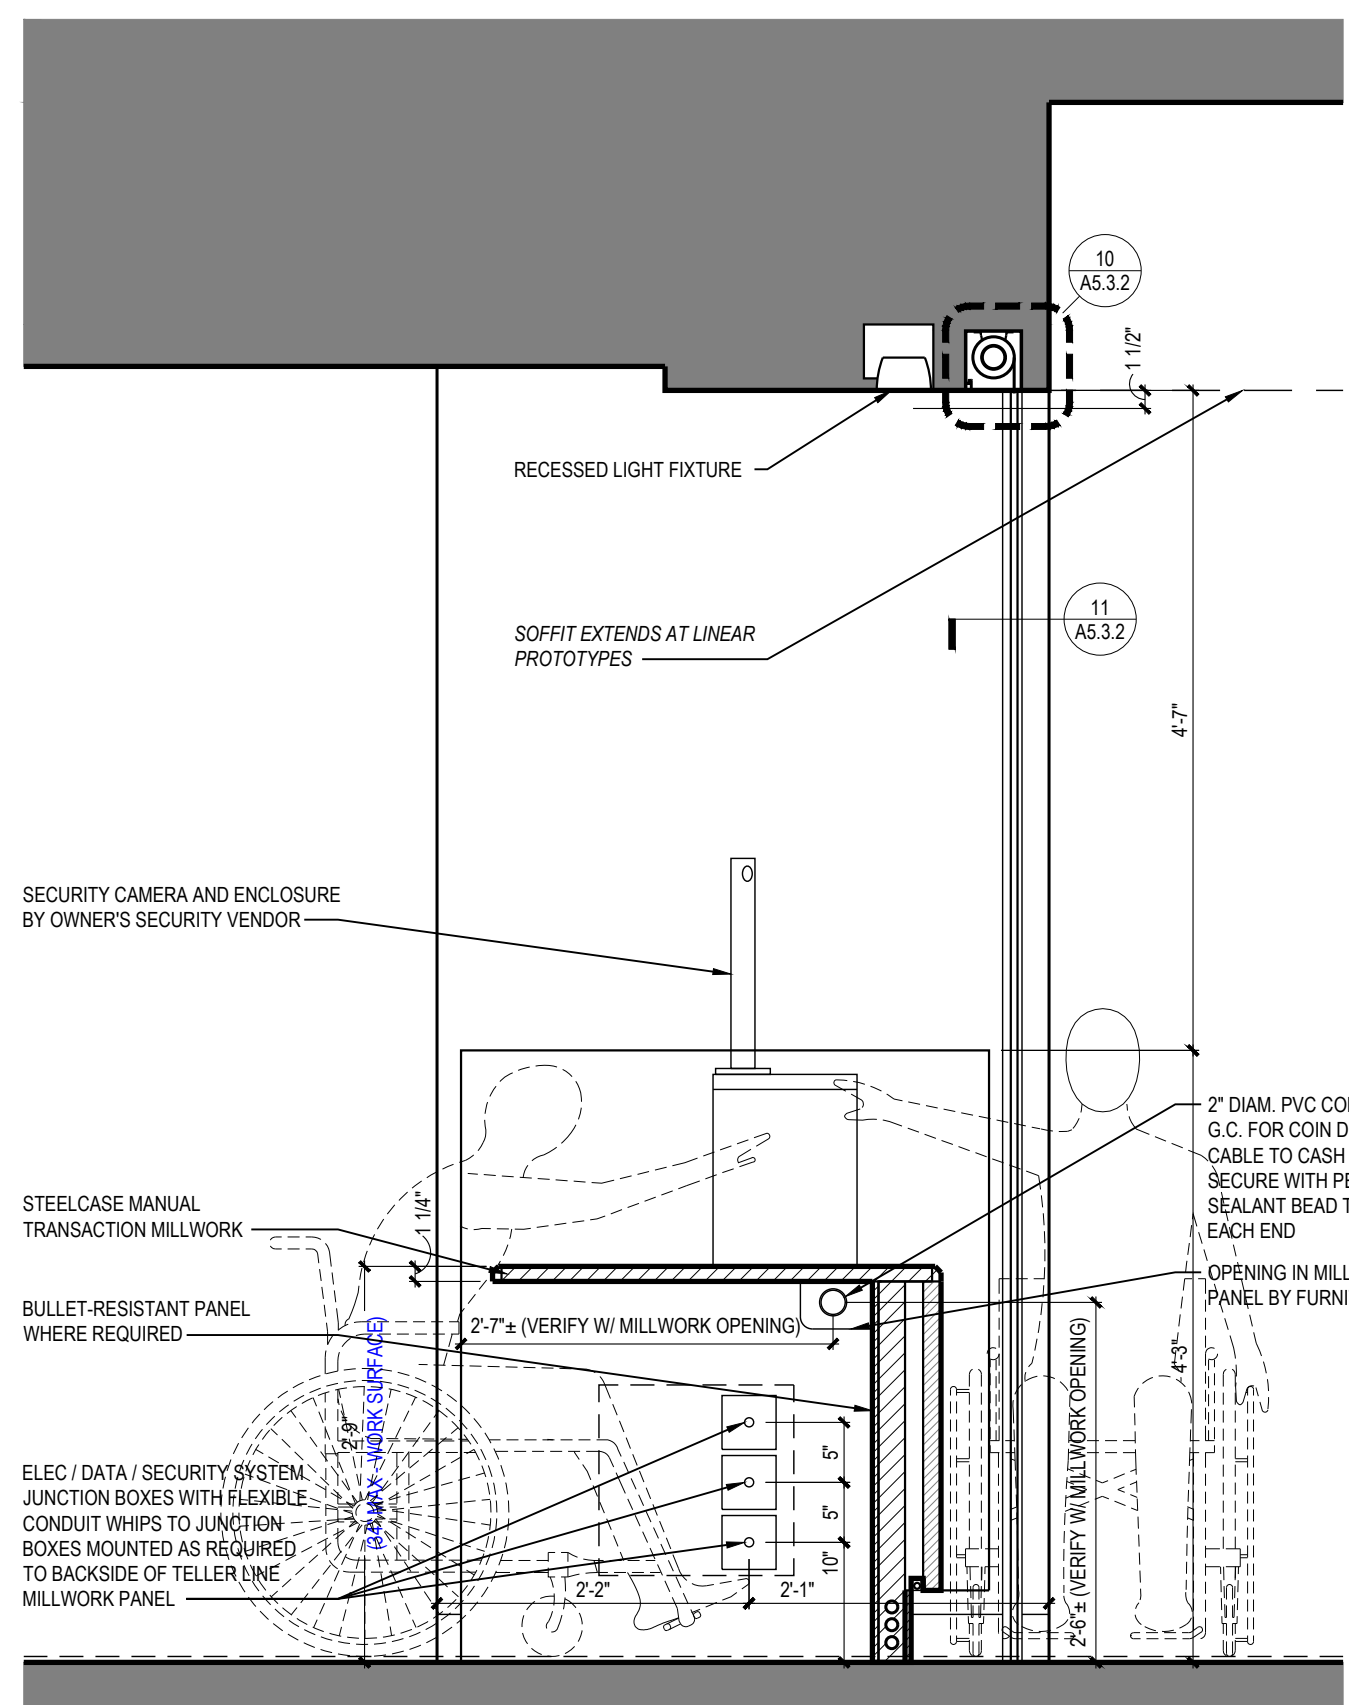 10
A5.3.2
1 1/2"
RECESSED LIGHT FIXTURE
11
A5.3.2
SOFFIT EXTENDS AT LINEAR
PROTOTYPES
4'-7"
SECURITY CAMERA AND ENCLOSURE
BY OWNER'S SECURITY VENDOR
2" DIAM. PVC
G.C. FOR COIN
CABLE TO CASH
SECURE WITH
SEALANT BEAD
EACH END
STEELCASE MANUAL
TRANSACTION MILLWORK
1 1/4"
OPENING IN
PANEL BY
BULLET-RESISTANT PANEL
WHERE REQUIRED
2'-7"± (VERIFY W/ MILLWORK OPENING)
2'-9"
(34" MAX - WORK SURFACE)
4'-3"
2'-6"± (VERIFY W/ MILLWORK OPENING)
5"
5"
10"
ELEC / DATA / SECURITY SYSTEM
JUNCTION BOXES WITH FLEXIBLE
CONDUIT WHIPS TO JUNCTION
BOXES MOUNTED AS REQUIRED
TO BACKSIDE OF TELLER LINE
MILLWORK PANEL
2'-2"
2'-1"